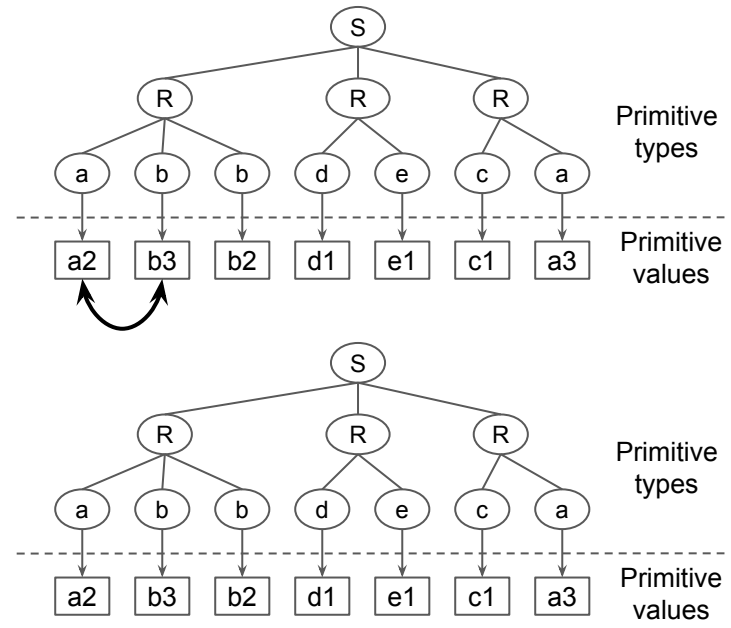 S
R R R
Primitive
types
a b b d e c a
Primitive
values
a2 b3 b2 d1 e1 c1 a3
S
R R R
Primitive
types
a b b d e c a
Primitive
values
a2 b3 b2 d1 e1 c1 a3